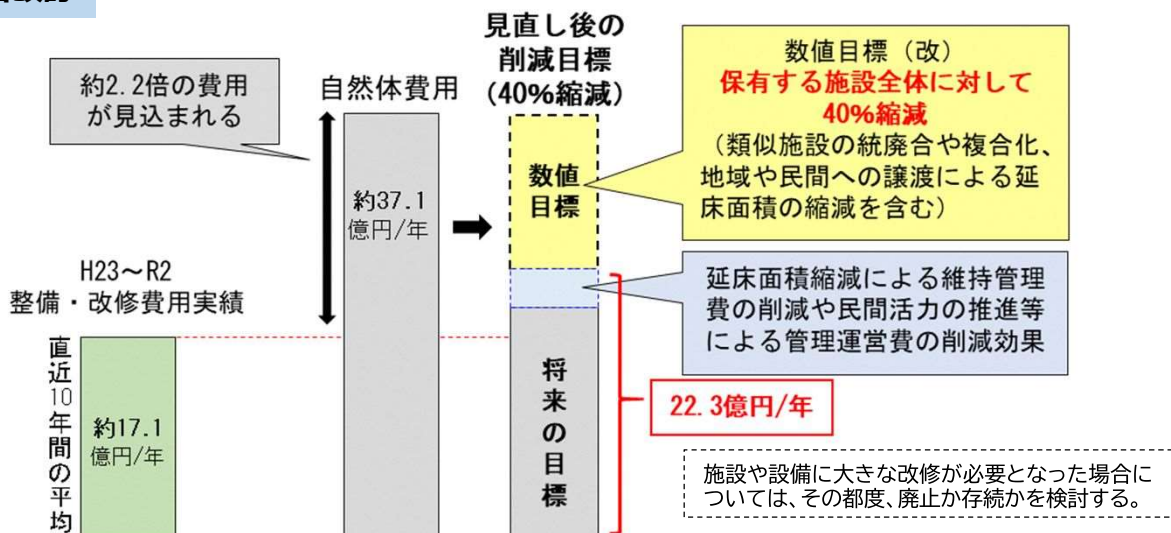 約2.2倍の費用
が見込まれる
自然体費用
見直し後の
削減目標
(40%縮減)
数値目標（改）
保有する施設全体に対して
40%縮減
（類似施設の統廃合や複合化、
地域や民間への譲渡による延
床面積の縮減を含む）
数値
目標
約37.1
億円/年
H23～R2
整備・改修費用実績
延床面積縮減による維持管理
費の削減や民間活力の推進等
による管理運営費の削減効果
直近10年間の平均
約17.1
億円/年
将来の目標
22.3億円/年
施設や設備に大きな改修が必要となった場合に
ついては、その都度、廃止か存続かを検討する。